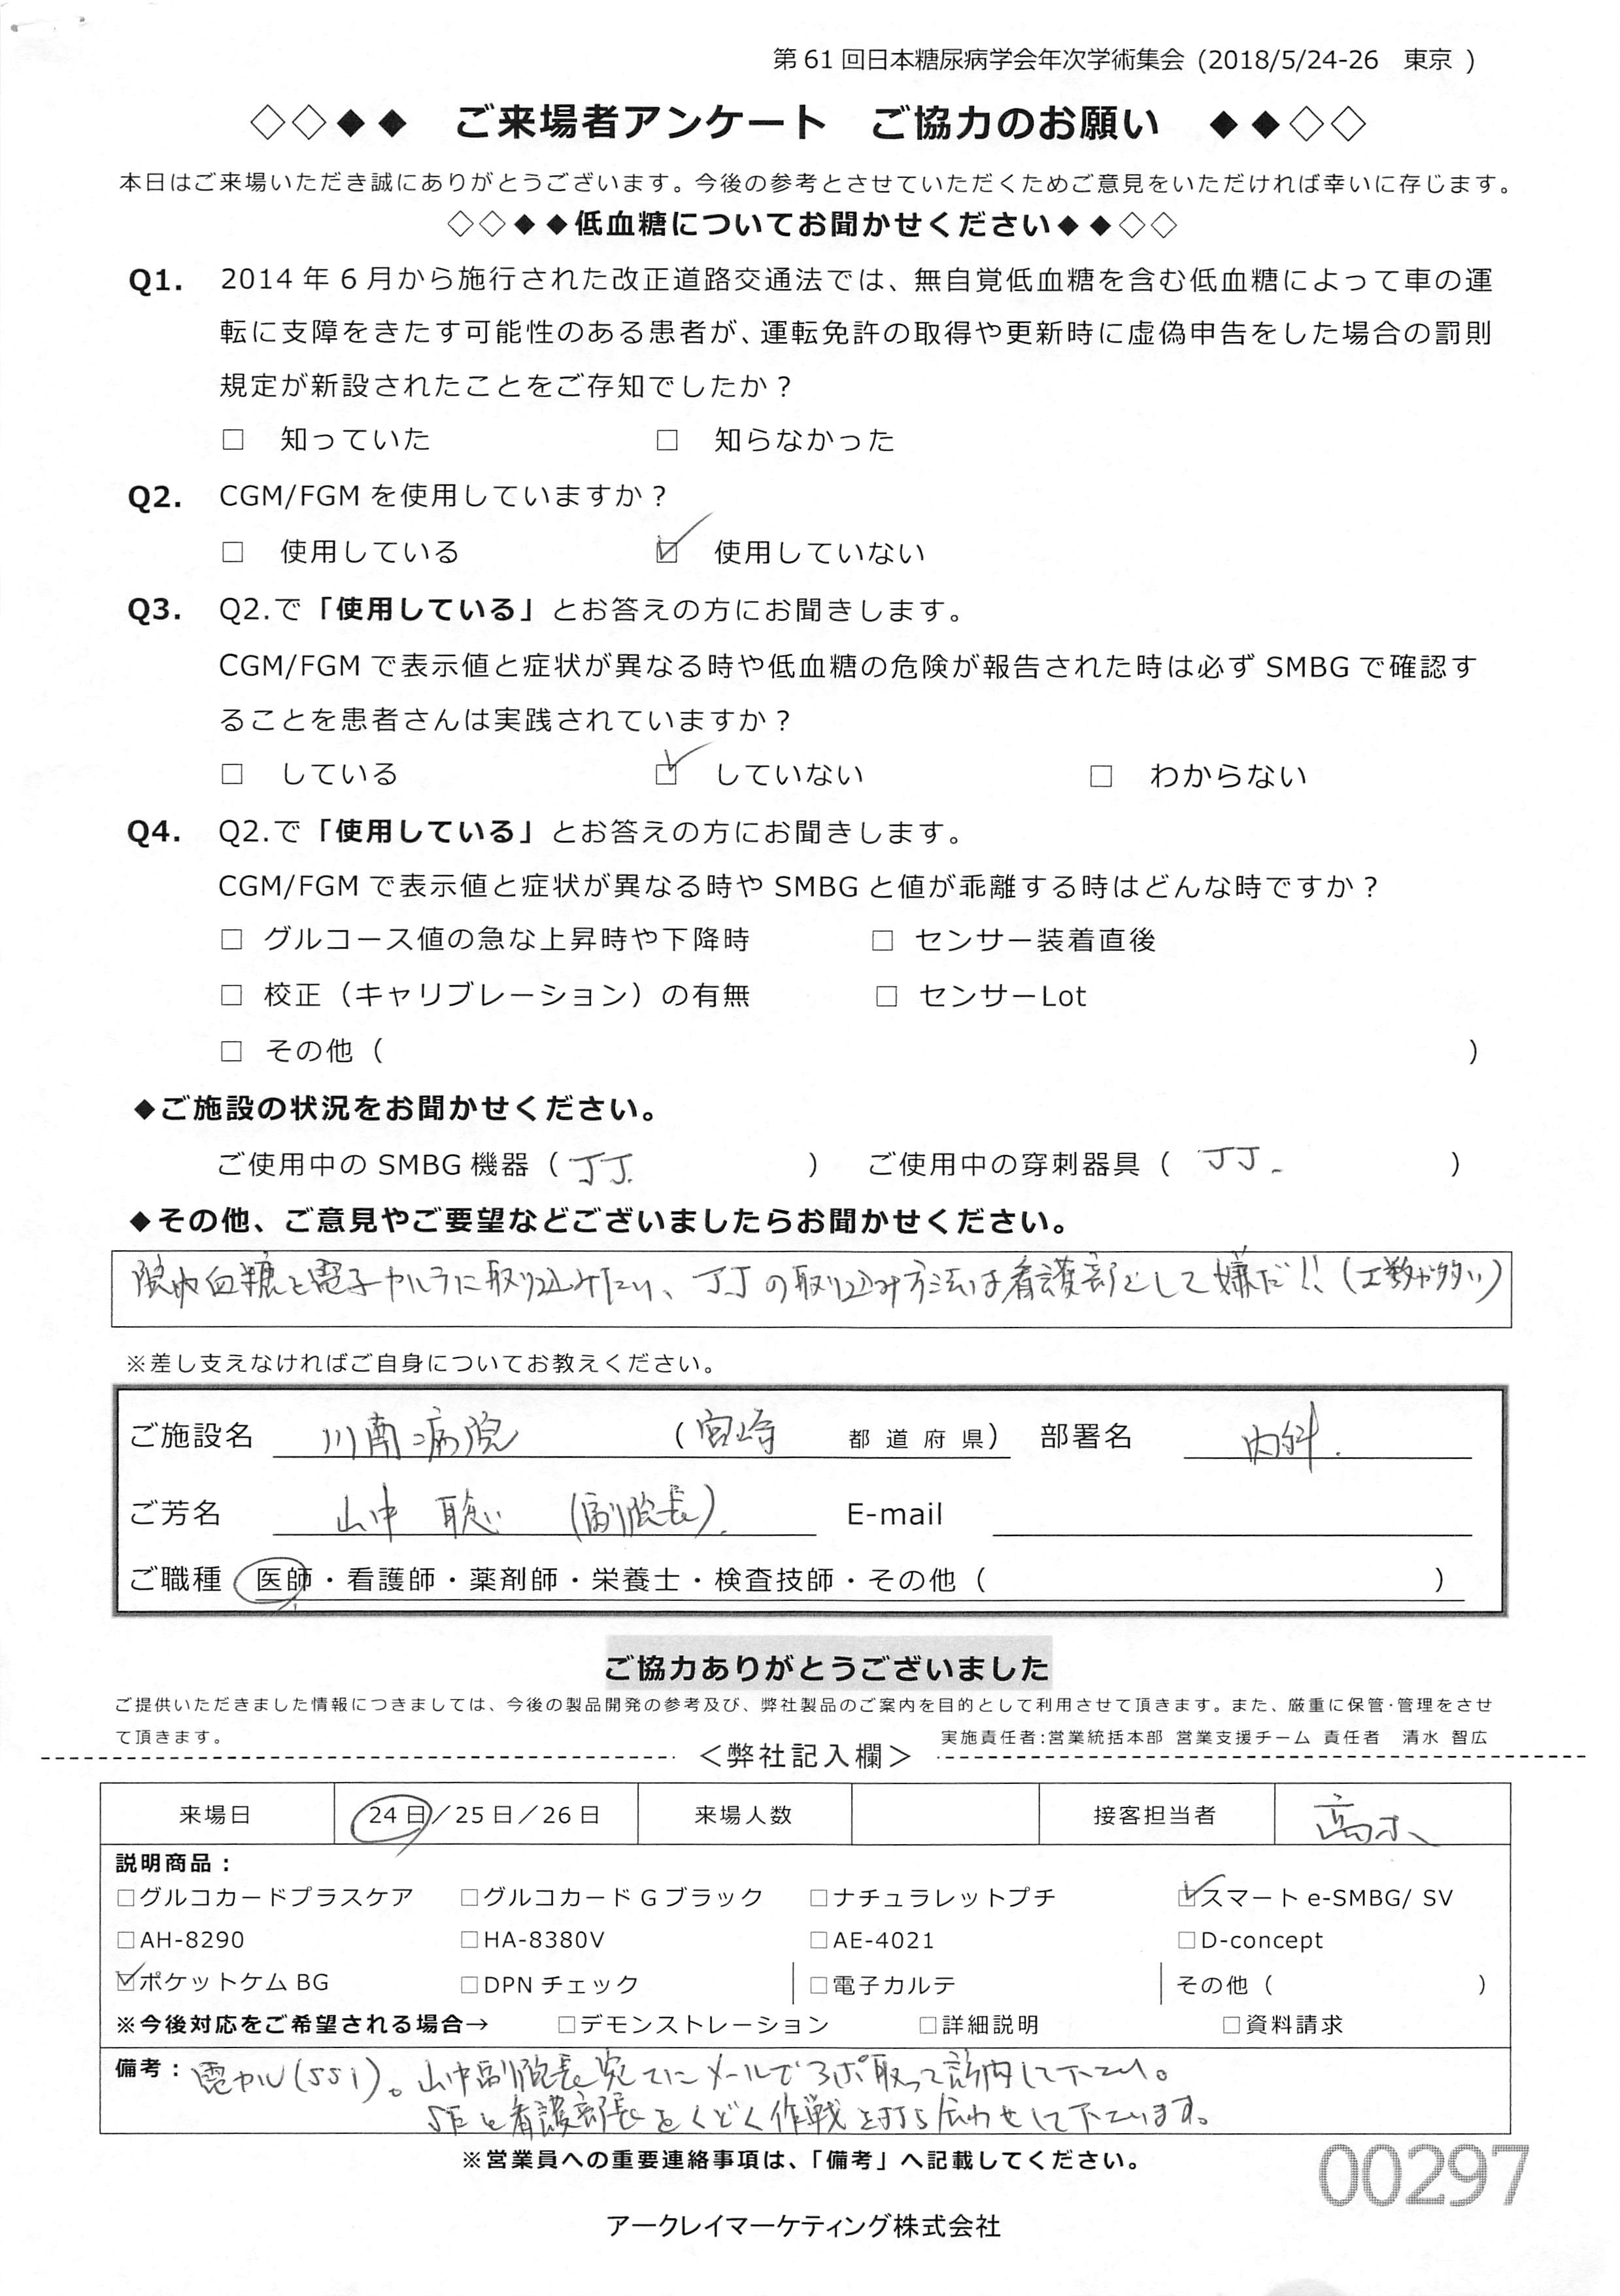 第61回日本糖尿病学会年次学術集会 (2018/5/24-26　東京 )
◇◇◆◆　ご来場者アンケート　ご協力のお願い　◆◆◇◇
本日はご来場いただき誠にありがとうございます。今後の参考とさせていただくためご意見をいただければ幸いに存じます。
◇◇◆◆低血糖についてお聞かせください◆◆◇◇
Q1. 2014年6月から施行された改正道路交通法では、無自覚低血糖を含む低血糖によって車の運
転に支障をきたす可能性のある患者が、運転免許の取得や更新時に虚偽申告をした場合の罰則
規定が新設されたことをご存知でしたか？
□ 知っていた　□ 知らなかった
Q2. CGM/FGMを使用していますか？
□ 使用している　☑ 使用していない
Q3. Q2.で「使用している」とお答えの方にお聞きします。
CGM/FGMで表示値と症状が異なる時や低血糖の危険が報告された時は必ずSMBGで確認す
ることを患者さんは実践されていますか？
□ している　☑ していない　□ わからない
Q4. Q2.で「使用している」とお答えの方にお聞きします。
CGM/FGMで表示値と症状が異なる時やSMBGと値が乖離する時はどんな時ですか？
□ グルコース値の急な上昇時や下降時　□ センサー装着直後
□ 校正（キャリブレーション）の有無　□ センサーLot
□ その他（　）
◆ご施設の状況をお聞かせください。
ご使用中のSMBG機器（JJ.）　ご使用中の穿刺器具（JJ.）
◆その他、ご意見やご要望などございましたらお聞かせください。
院内血糖を電子カルテに取り込みたい、JJの取り込み方法は看護部として嫌だ!!（工数が多い）
※差し支えなければご自身についてお教えください。
ご施設名　川南病院　（宮崎　都道府県）　部署名　内科.
ご芳名　山中 聡　（副院長）.　E-mail
ご職種　医師・看護師・薬剤師・栄養士・検査技師・その他（　）
ご協力ありがとうございました
ご提供いただきました情報につきましては、今後の製品開発の参考及び、弊社製品のご案内を目的として利用させて頂きます。また、厳重に保管･管理をさせ
て頂きます。　実施責任者:営業統括本部 営業支援チーム 責任者　清水 智広
＜弊社記入欄＞
来場日　24日／25日／26日　来場人数　接客担当者　高木
説明商品：
□グルコカードプラスケア　□グルコカードGブラック　□ナチュラレットプチ　☑スマートe-SMBG/ SV
□AH-8290　□HA-8380V　□AE-4021　□D-concept
☑ポケットケムBG　□DPNチェック　□電子カルテ　その他（　）
※今後対応をご希望される場合→　□デモンストレーション　□詳細説明　□資料請求
備考：電カル(SSI)。山中副院長宛てにメールでアポ取って訪問して下さい。
SEと看護部長をくどく作戦を打ち合わせして下さいます。
※営業員への重要連絡事項は、「備考」へ記載してください。
00297
アークレイマーケティング株式会社